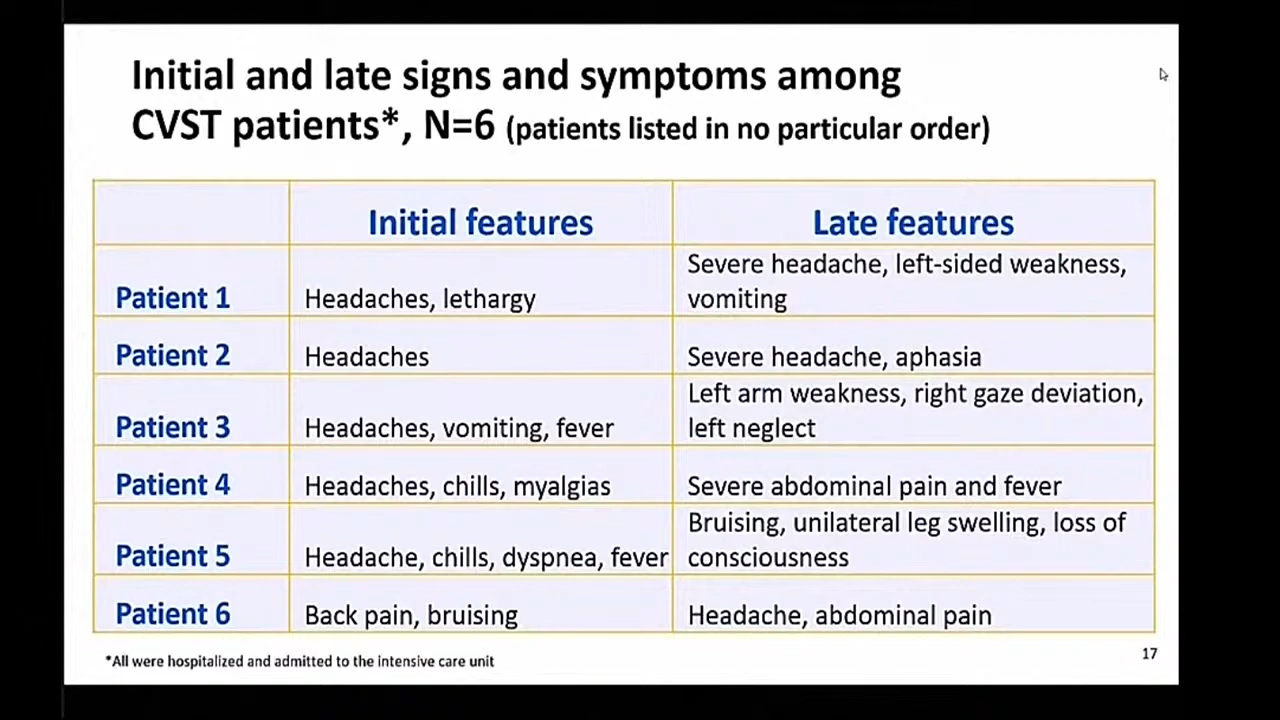 Initial and late signs and symptoms among
CVST patients*, N=6 (patients listed in no particular order)
Initial features
Late features
Patient 1
Headaches, lethargy
Severe headache, left-sided weakness,
vomiting
Patient 2
Headaches
Severe headache, aphasia
Patient 3
Headaches, vomiting, fever
Left arm weakness, right gaze deviation,
left neglect
Patient 4
Headaches, chills, myalgias
Severe abdominal pain and fever
Patient 5
Headache, chills, dyspnea, fever
Bruising, unilateral leg swelling, loss of
consciousness
Patient 6
Back pain, bruising
Headache, abdominal pain
*All were hospitalized and admitted to the intensive care unit
17